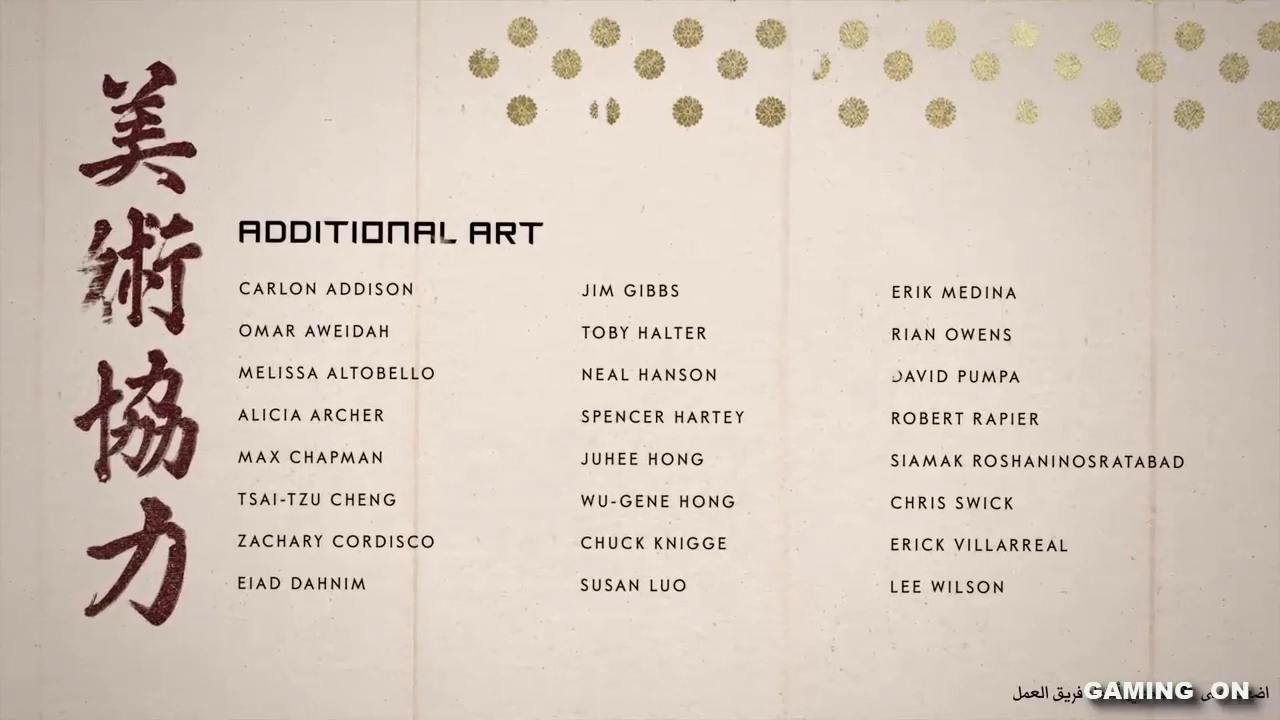 美術協力
ADDITIONAL ART
CARLON ADDISON
OMAR AWEIDAH
MELISSA ALTOBELLO
ALICIA ARCHER
MAX CHAPMAN
TSAI-TZU CHENG
ZACHARY CORDISCO
EIAD DAHNIM
JIM GIBBS
TOBY HALTER
NEAL HANSON
SPENCER HARTEY
JUHEE HONG
WU-GENE HONG
CHUCK KNIGGE
SUSAN LUO
ERIK MEDINA
RIAN OWENS
DAVID PUMPA
ROBERT RAPIER
SIAMAK ROSHANINOSRATABAD
CHRIS SWICK
ERICK VILLARREAL
LEE WILSON
فريق العمل
GAMING_ON